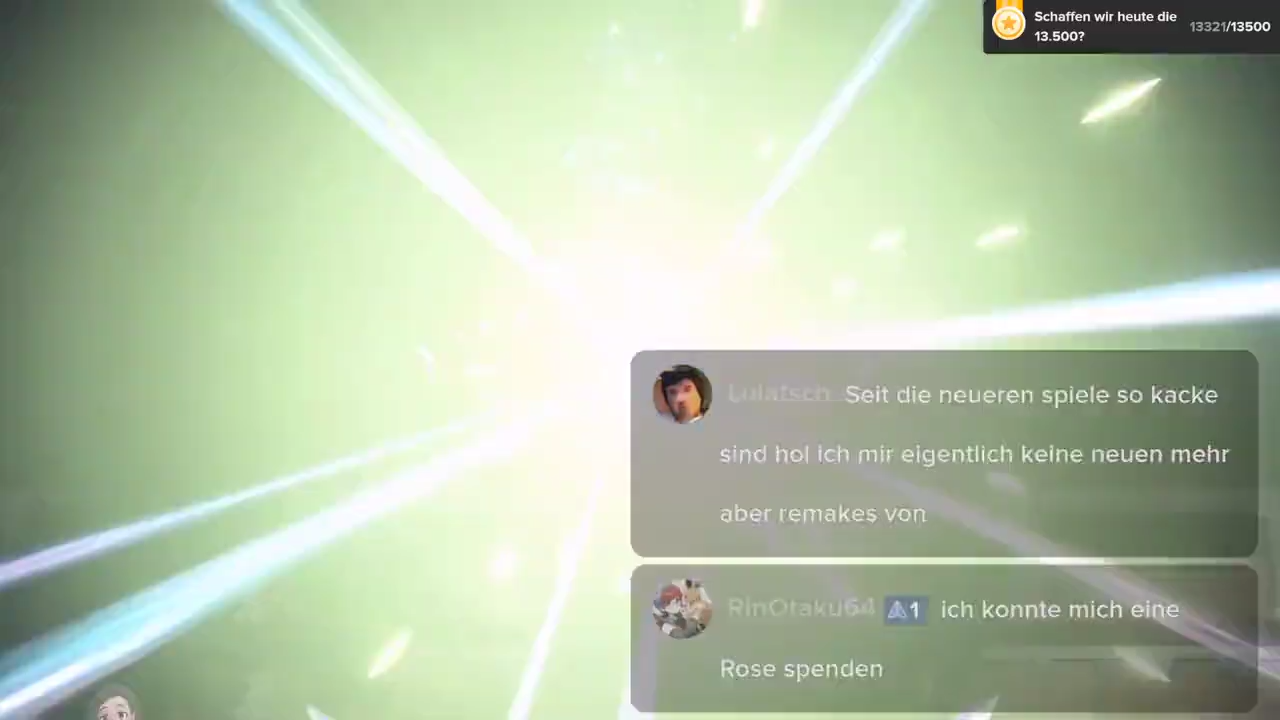 Schaffen wir heute die
13.500?
13321/13500
Lulatsch Seit die neueren spiele so kacke
sind hol ich mir eigentlich keine neuen mehr
aber remakes von
RinOtaku64 1 ich konnte mich eine
Rose spenden